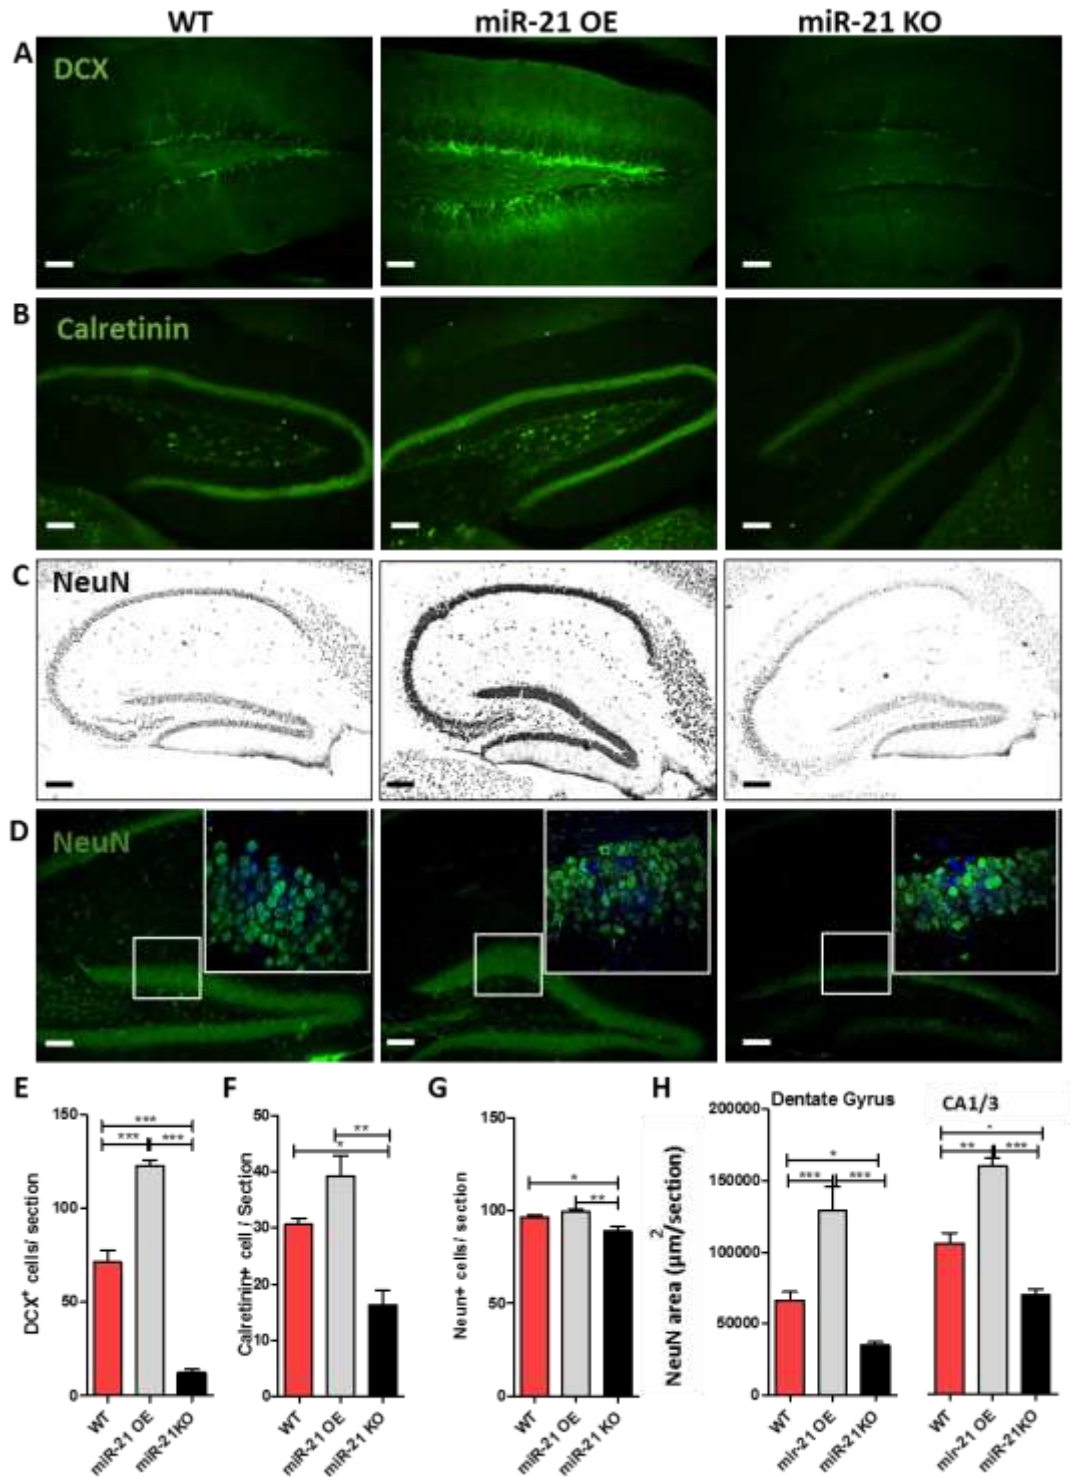 WT miR-21 OE miR-21 KO
A DCX
B Calretinin
C NeuN
D NeuN
E F G H
Dentate Gyrus CA1/3
DCX⁺ cells/ section
150
100
50
0
***
*** ***
WT miR-21 OE miR-21KO
Calretinin+ cell / Section
50
40
30
20
10
0
**
*
WT miR-21 OE miR-21 KO
Neun+ cells/ section
150
100
50
0
*
**
WT miR-21 OE miR-21 KO
NeuN area (µm/section)
2
200000
150000
100000
50000
0
*
*** ***
WT mir-21 OE miR-21KO
*
** ***
WT mir-21 OE miR-21KO